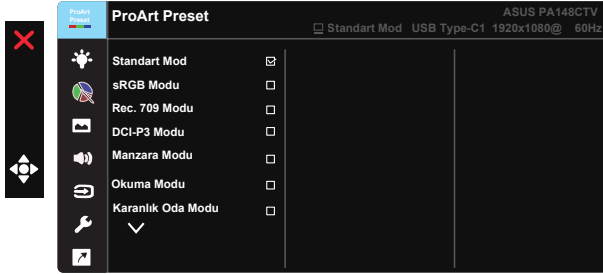 ProArt
Preset
ProArt Preset
ASUS PA148CTV
Standart Mod USB Type-C1 1920x1080@ 60Hz
Standart Mod
sRGB Modu
Rec. 709 Modu
DCI-P3 Modu
Manzara Modu
Okuma Modu
Karanlık Oda Modu